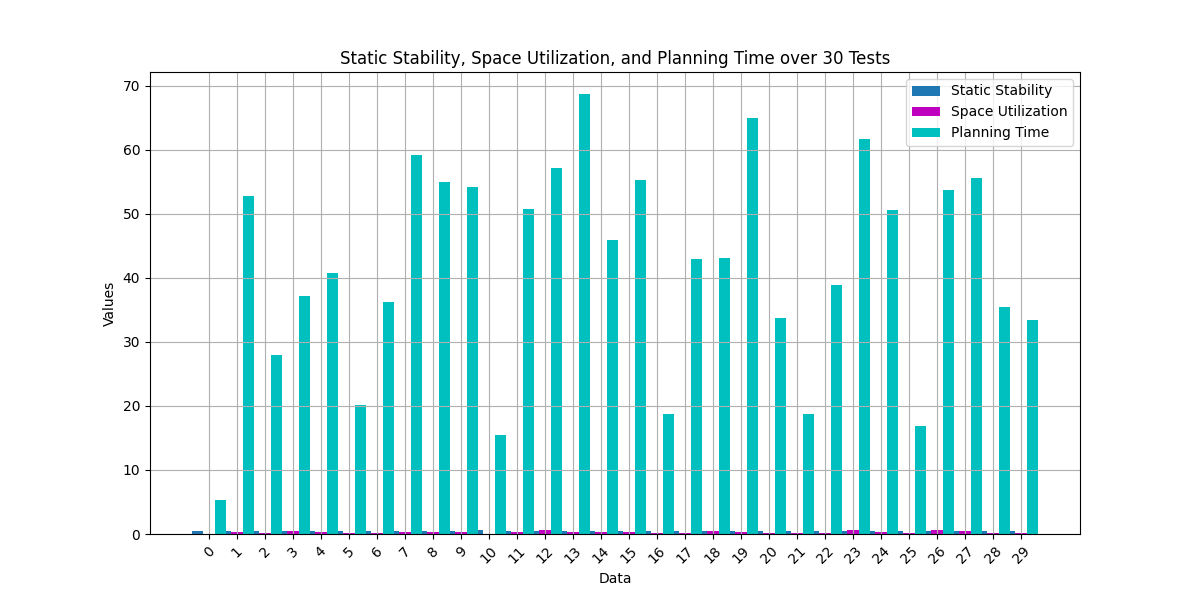 Static Stability, Space Utilization, and Planning Time over 30 Tests
Static Stability
Space Utilization
Planning Time
70
60
50
40
30
20
10
0
Values
0 1 2 3 4 5 6 7 8 9 10 11 12 13 14 15 16 17 18 19 20 21 22 23 24 25 26 27 28 29
Data